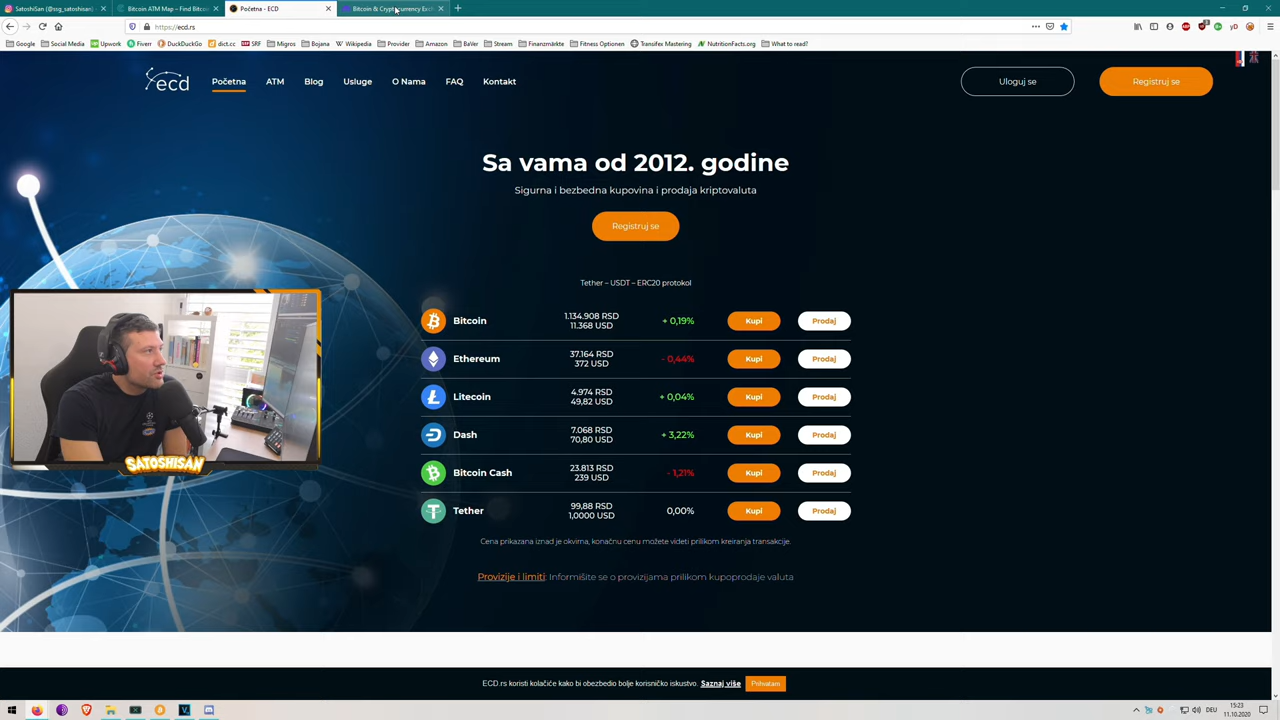 SatoshiSan (@ssg_satoshisan)
Bitcoin ATM Map – Find Bitcoin
Početna - ECD
Bitcoin & Cryptocurrency Exch
https://ecd.rs
Google
Social Media
Upwork
Fiverr
DuckDuckGo
dict.cc
SRF
Migros
Bojana
Wikipedia
Provider
Amazon
BaVer
Stream
Finanzmärkte
Fitness Optionen
Transifex Marketing
NutritionFacts.org
What to read?
ecd
Početna
ATM
Blog
Usluge
O Nama
FAQ
Kontakt
Uloguj se
Registruj se
Sa vama od 2012. godine
Sigurna i bezbedna kupovina i prodaja kriptovaluta
Registruj se
Tether – USDT – ERC20 protokol
Bitcoin 1.134.908 RSD + 0,19% Kupi Prodaj
11.368 USD
Ethereum 37.164 RSD - 0,44% Kupi Prodaj
372 USD
Litecoin 4.974 RSD + 0,04% Kupi Prodaj
49,82 USD
Dash 7.068 RSD + 3,22% Kupi Prodaj
70,80 USD
Bitcoin Cash 23.813 RSD - 1,21% Kupi Prodaj
239 USD
Tether 99,88 RSD 0,00% Kupi Prodaj
1,0000 USD
SATOSHISAN
Cena prikazana iznad je okvirna, konačnu cenu možete videti prilikom kreiranja transakcije.
Provizije i limiti: Informišite se o provizijama prilikom kupoprodaje valuta
ECD.rs koristi kolačiće kako bi obezbedio bolje korisničko iskustvo. Saznaj više Prihvatam
DEU
15:23
11.10.2020